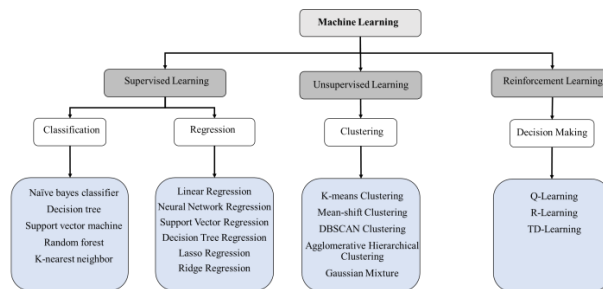 Machine Learning
Supervised Learning
Unsupervised Learning
Reinforcement Learning
Classification
Regression
Clustering
Decision Making
Naïve bayes classifier
Decision tree
Support vector machine
Random forest
K-nearest neighbor
Linear Regression
Neural Network Regression
Support Vector Regression
Decision Tree Regression
Lasso Regression
Ridge Regression
K-means Clustering
Mean-shift Clustering
DBSCAN Clustering
Agglomerative Hierarchical
Clustering
Gaussian Mixture
Q-Learning
R-Learning
TD-Learning